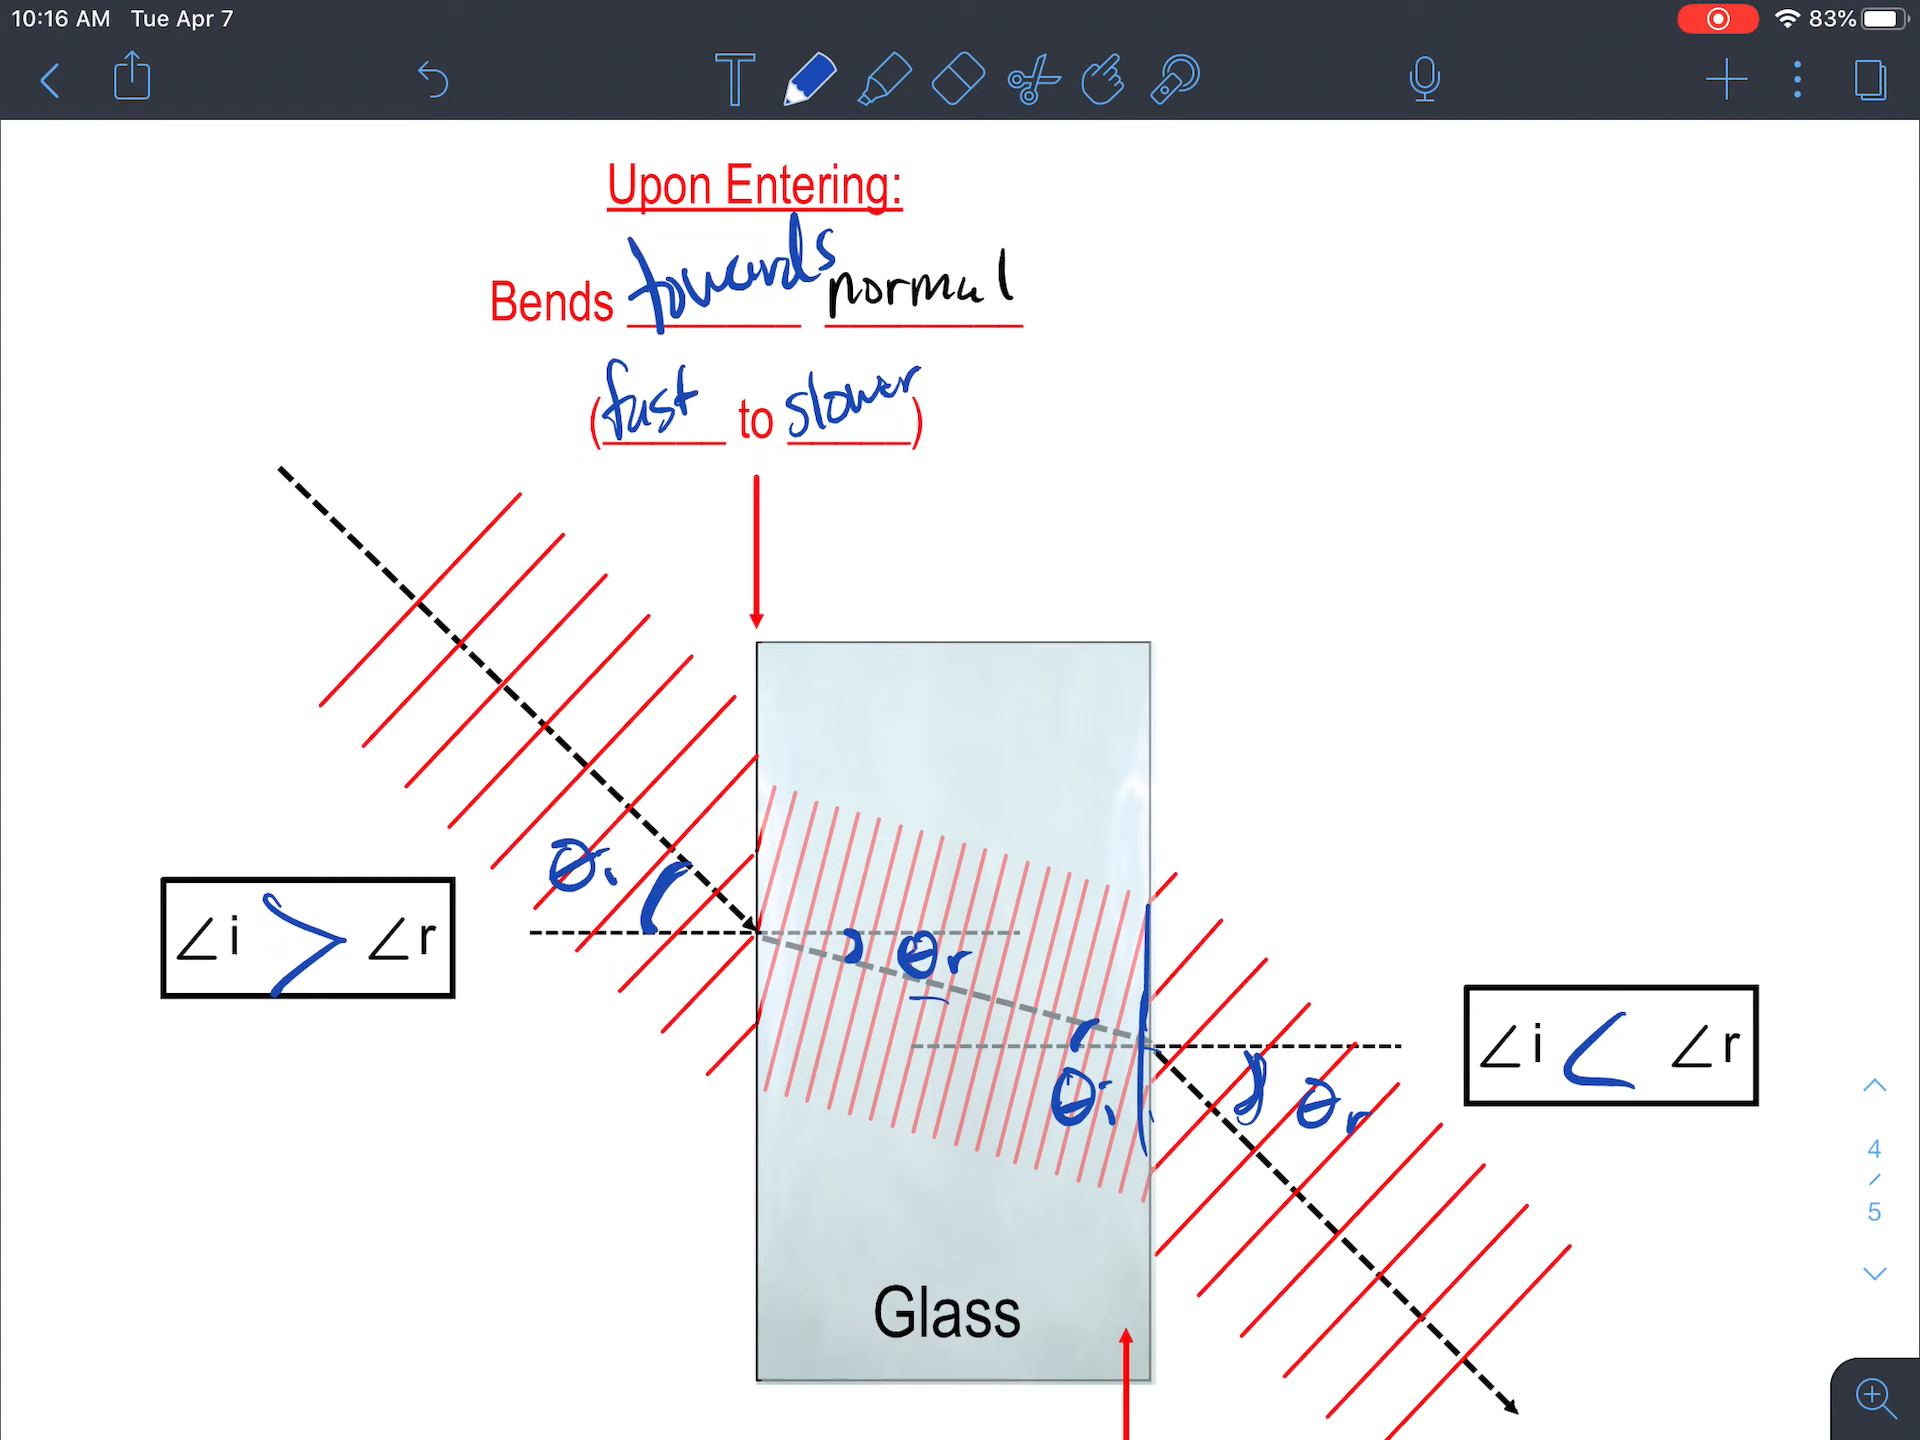 10:16 AM Tue Apr 7
83%
T
Upon Entering:
Bends towards normal
(fast to slower)
θi
∠i > ∠r
θr
∠i < ∠r
θi
θr
4
/
5
Glass